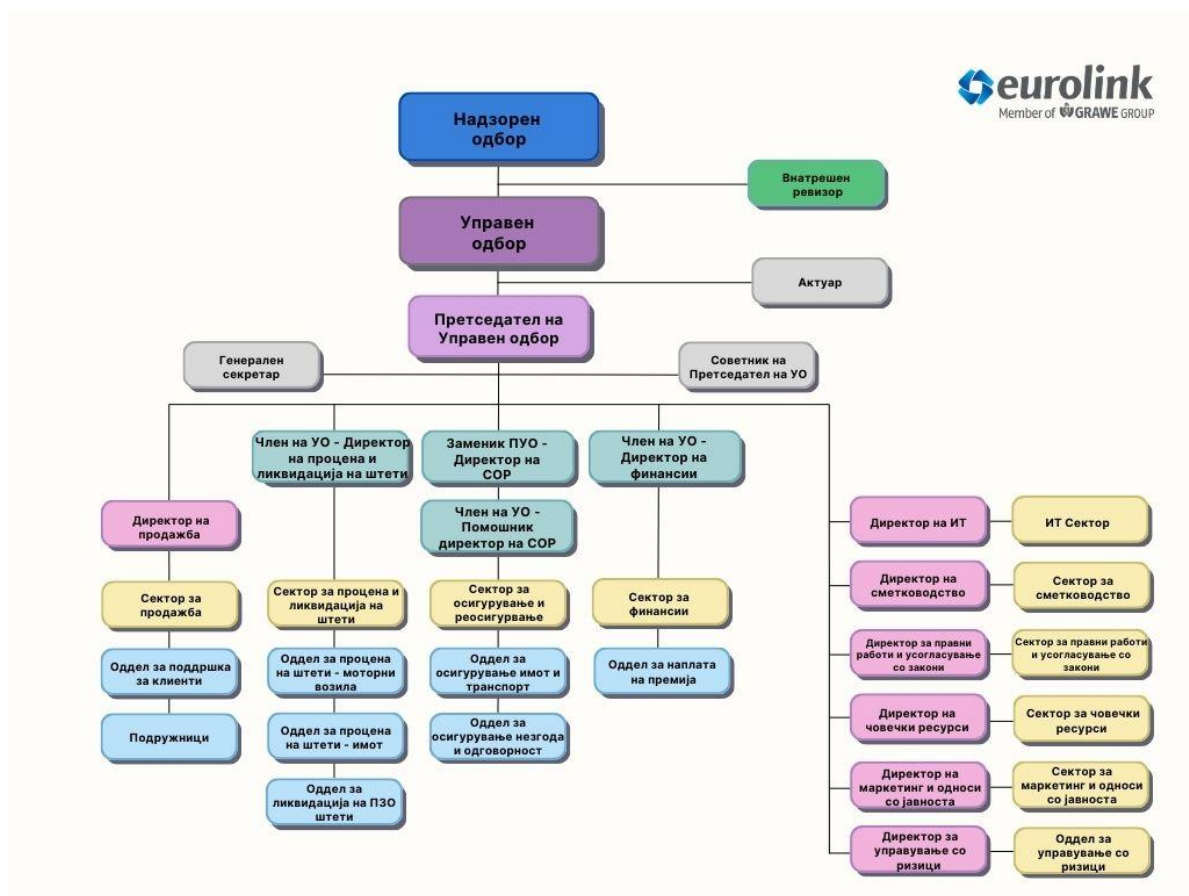 eurolink
Member of GRAWE GROUP
Надзорен
одбор
Внатрешен
ревизор
Управен
одбор
Актуар
Претседател на
Управен одбор
Генерален
секретар
Советник на
Претседател на УО
Член на УО - Директор
на процена и
ликвидација на штети
Заменик ПУО -
Директор на
СОР
Член на УО -
Директор на
финансии
Директор на
продажба
Член на УО -
Помошник
директор на СОР
Директор на ИТ
ИТ Сектор
Сектор за
продажба
Сектор за процена и
ликвидација на
штети
Сектор за
осигурување и
реосигурвање
Сектор за
финансии
Директор на
сметководство
Сектор за
сметководство
Оддел за поддршка
за клиенти
Оддел за процена
на штети - моторни
возила
Оддел за
осигурување имот и
транспорт
Оддел за наплата
на премија
Директор за правни
работи и усогласување
со закони
Сектор за правни работи
и усогласување со
закони
Подружници
Оддел за процена
на штети - имот
Оддел за
осигурување незгода
и одговорност
Директор на
човечки ресурси
Сектор за човечки
ресурси
Оддел за
ликвидација на ПЗО
штети
Директор на
маркетинг и односи
со јавноста
Сектор за
маркетинг и односи
со јавноста
Директор за
управување со
ризици
Оддел за
управување со
ризици